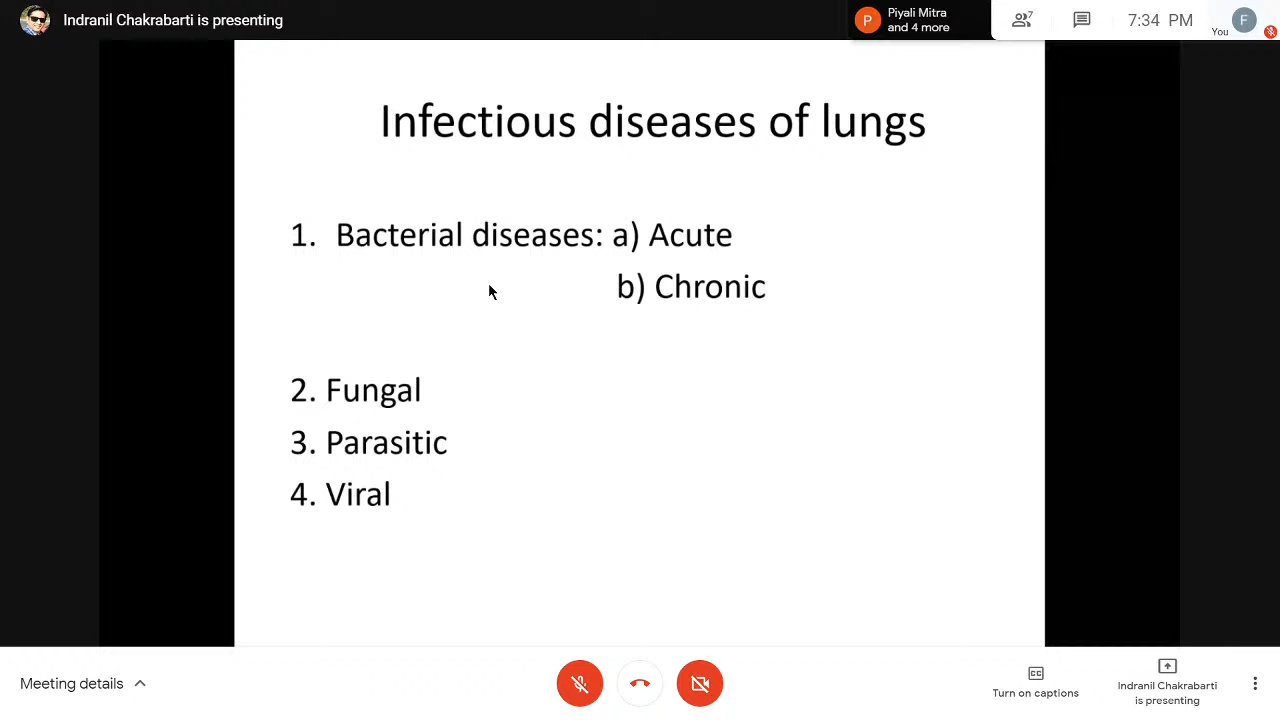 Indranil Chakrabarti is presenting
P
Piyali Mitra
and 4 more
7
7:34 PM
You
F
Infectious diseases of lungs
1. Bacterial diseases: a) Acute
b) Chronic
2. Fungal
3. Parasitic
4. Viral
Meeting details
CC
Turn on captions
Indranil Chakrabarti
is presenting